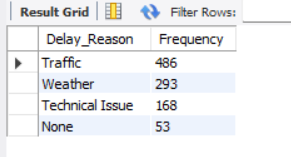 Result Grid Filter Rows:
Delay_Reason Frequency
Traffic 486
Weather 293
Technical Issue 168
None 53